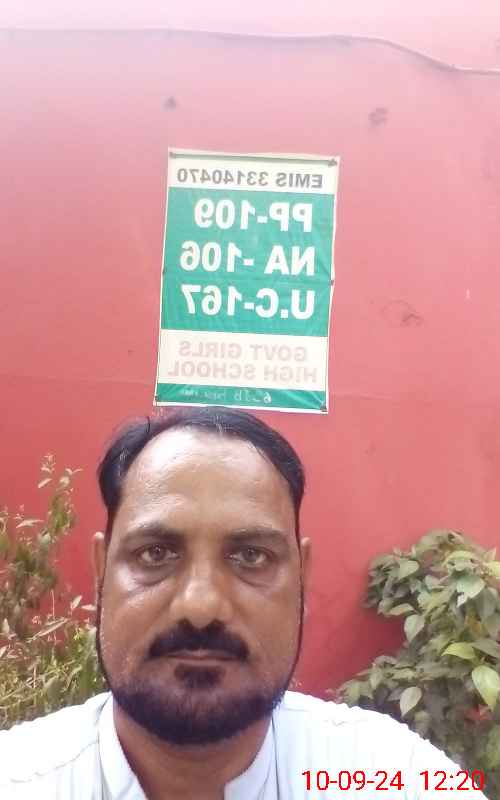 EMIS 33140470
PP-109
NA-106
U.C-167
GOVT GIRLS
HIGH SCHOOL
10-09-24 12:20